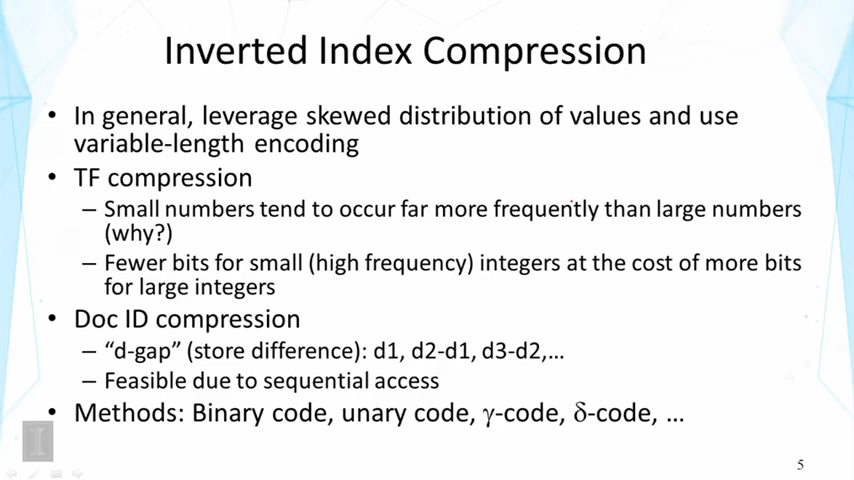 Inverted Index Compression
• In general, leverage skewed distribution of values and use
variable-length encoding
• TF compression
– Small numbers tend to occur far more frequently than large numbers
(why?)
– Fewer bits for small (high frequency) integers at the cost of more bits
for large integers
• Doc ID compression
– “d-gap” (store difference): d1, d2-d1, d3-d2,…
– Feasible due to sequential access
• Methods: Binary code, unary code, γ-code, δ-code, …
5